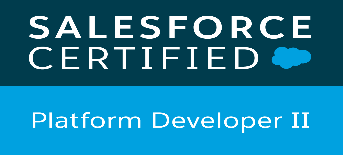 SALESFORCE
CERTIFIED
Platform Developer II